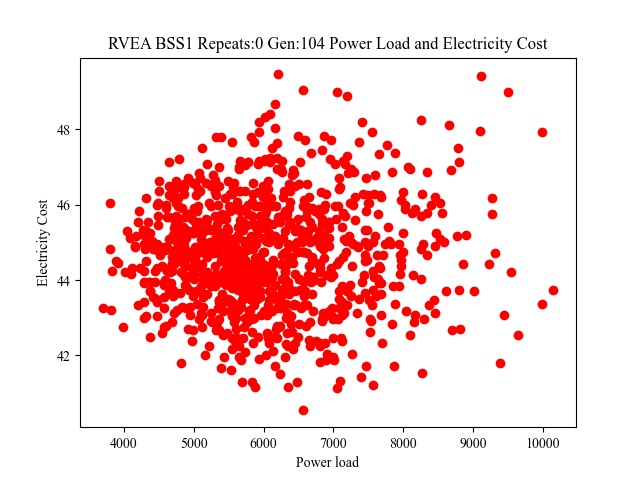 RVEA BSS1 Repeats:0 Gen:104 Power Load and Electricity Cost
48
46
44
42
Electricity Cost
4000 5000 6000 7000 8000 9000 10000
Power load